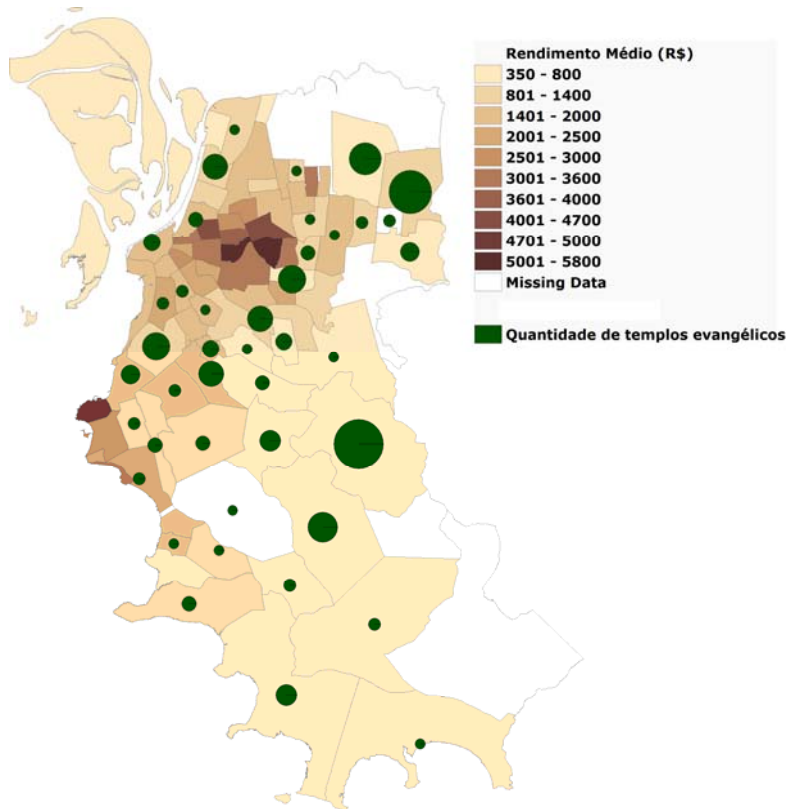 Rendimento Médio (R$)
350 - 800
801 - 1400
1401 - 2000
2001 - 2500
2501 - 3000
3001 - 3600
3601 - 4000
4001 - 4700
4701 - 5000
5001 - 5800
Missing Data
Quantidade de templos evangélicos